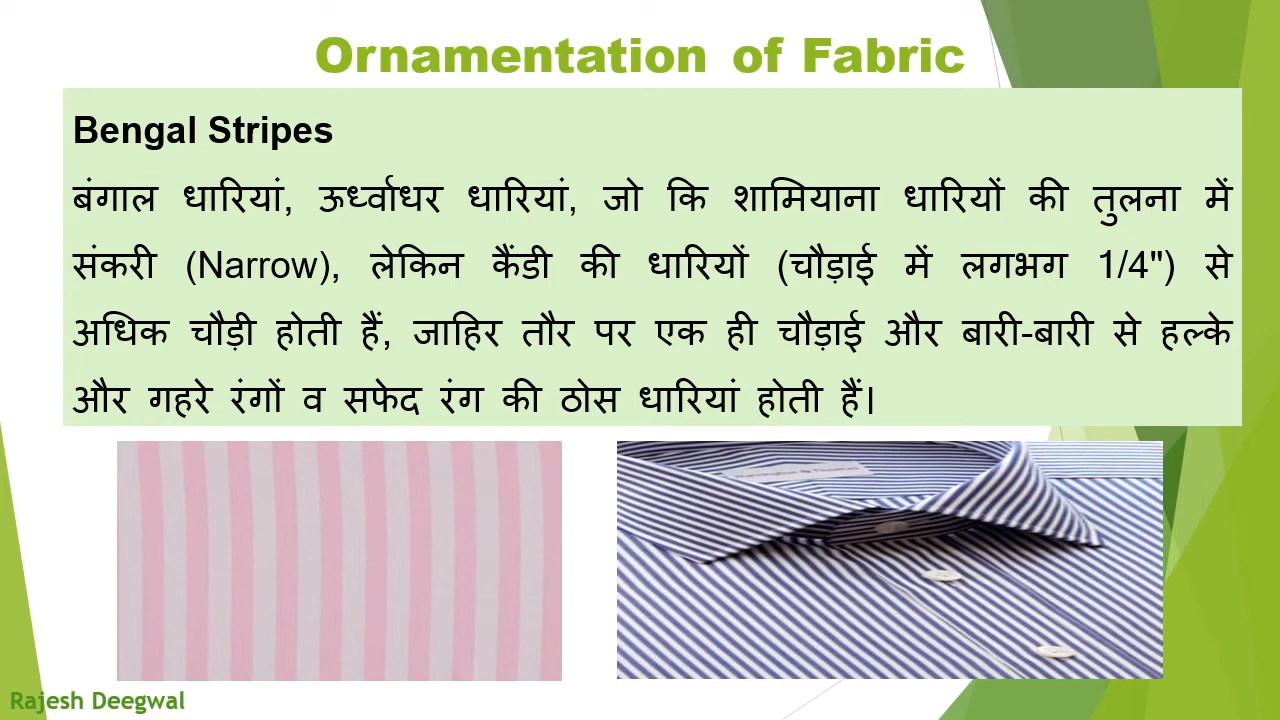 Ornamentation of Fabric
Bengal Stripes
बंगाल धारियां, ऊर्ध्वाधर धारियां, जो कि शामियाना धारियों की तुलना में
संकरी (Narrow), लेकिन कैंडी की धारियों (चौड़ाई में लगभग 1/4") से
अधिक चौड़ी होती हैं, जाहिर तौर पर एक ही चौड़ाई और बारी-बारी से हल्के
और गहरे रंगों व सफेद रंग की ठोस धारियां होती हैं।
Rajesh Deegwal